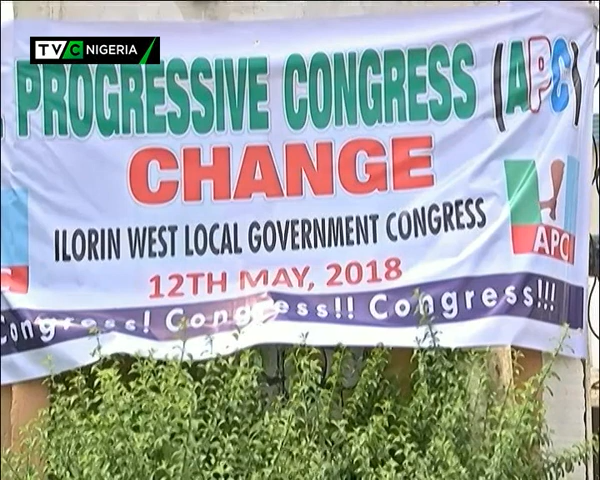 TVC NIGERIA
PROGRESSIVE CONGRESS (APC)
CHANGE
ILORIN WEST LOCAL GOVERNMENT CONGRESS
12TH MAY, 2018
APC
Congress! Congress!! Congress!!!